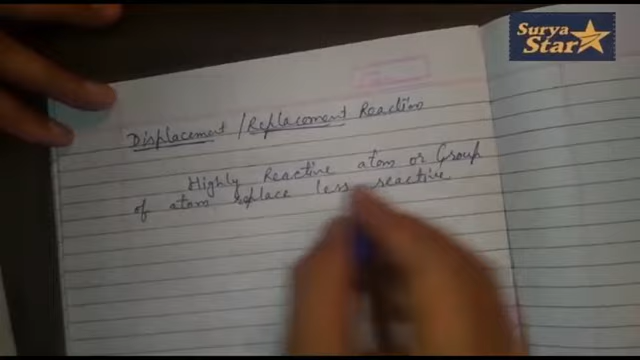 Surya
Star
Displacement / Replacement Reaction
Highly Reactive atom or Group
of atom replace less reactive